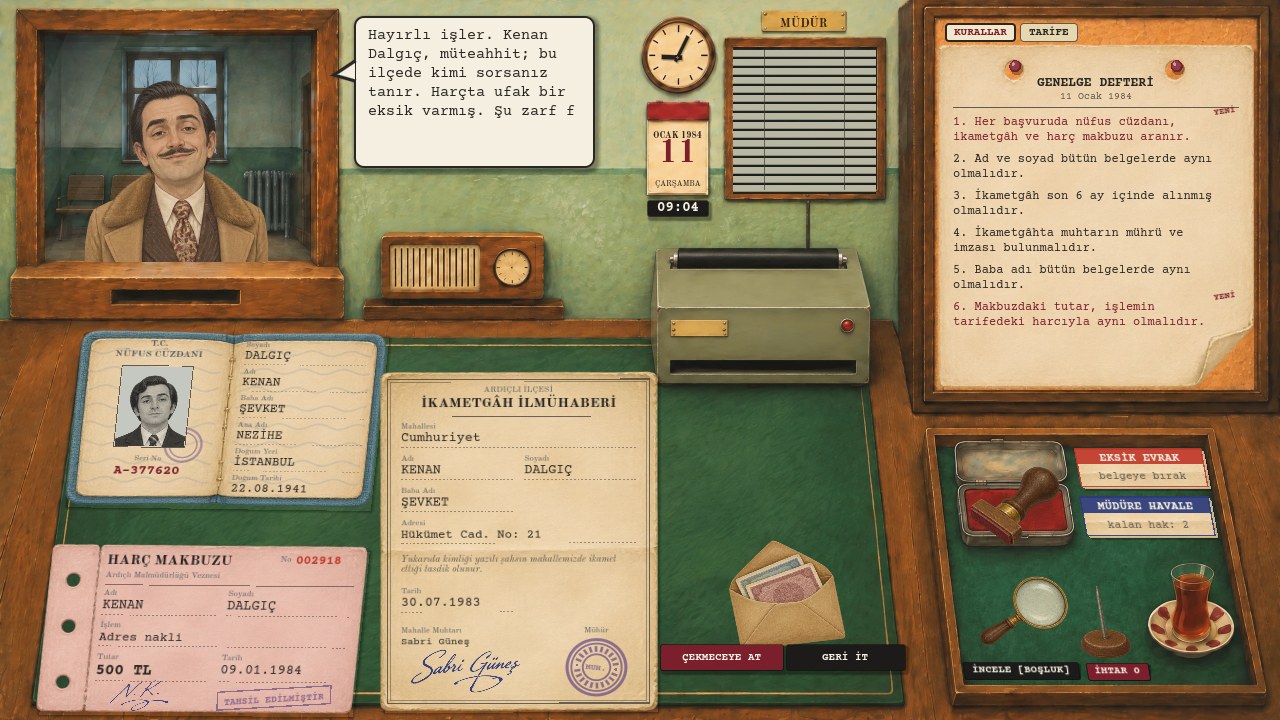 Hayırlı işler. Kenan
Dalgıç, müteahhit; bu
ilçede kimi sorsanız
tanır. Harçta ufak bir
eksik varmış. Şu zarf f
MÜDÜR
OCAK 1984
11
ÇARŞAMBA
09:04
KURALLAR
TARİFE
GENELGE DEFTERİ
11 Ocak 1984
YENİ
1. Her başvuruda nüfus cüzdanı,
ikametgâh ve harç makbuzu aranır.
2. Ad ve soyad bütün belgelerde aynı
olmalıdır.
3. İkametgâh son 6 ay içinde alınmış
olmalıdır.
4. İkametgâhta muhtarın mührü ve
imzası bulunmalıdır.
5. Baba adı bütün belgelerde aynı
olmalıdır.
YENİ
6. Makbuzdaki tutar, işlemin
tarifedeki harcıyla aynı olmalıdır.
T.C.
NÜFUS CÜZDANI
Seri No
A-377620
Soyadı
DALGIÇ
Adı
KENAN
Baba Adı
ŞEVKET
Ana Adı
NEZİHE
Doğum Yeri
İSTANBUL
Doğum Tarihi
22.08.1941
ARDIÇLI İLÇESİ
İKAMETGÂH İLMÜHABERİ
Mahallesi
Cumhuriyet
Adı
KENAN
Soyadı
DALGIÇ
Baba Adı
ŞEVKET
Adresi
Hükümet Cad. No: 21
Yukarıda kimliği yazılı şahsın mahallemizde ikamet
ettiği tasdik olunur.
Tarih
30.07.1983
Mahalle Muhtarı
Sabri Güneş
Sabri Güneş
Mühür
HARÇ MAKBUZU
No 002918
Ardıçlı Malmüdürlüğü Veznesi
Adı
KENAN
Soyadı
DALGIÇ
İşlem
Adres nakli
Tutar
500 TL
Tarih
09.01.1984
N.K.
TAHSİL EDİLMİŞTİR
ÇEKMECEYE AT
GERİ İT
EKSİK EVRAK
belgeye bırak
MÜDÜRE HAVALE
kalan hak: 2
İNCELE [BOŞLUK]
İHTAR 0